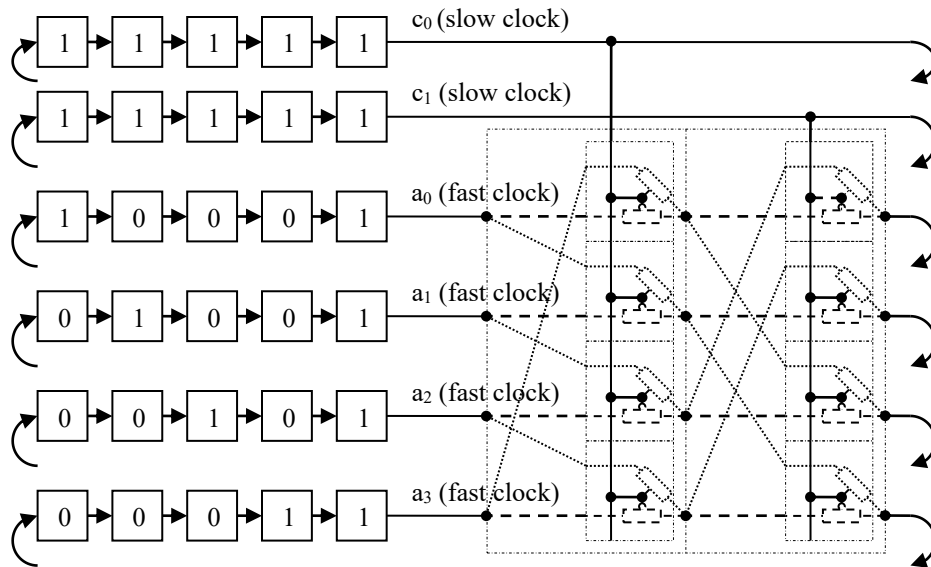 c₀ (slow clock)
1 1 1 1 1
c₁ (slow clock)
1 1 1 1 1
a₀ (fast clock)
1 0 0 0 1
a₁ (fast clock)
0 1 0 0 1
a₂ (fast clock)
0 0 1 0 1
a₃ (fast clock)
0 0 0 1 1